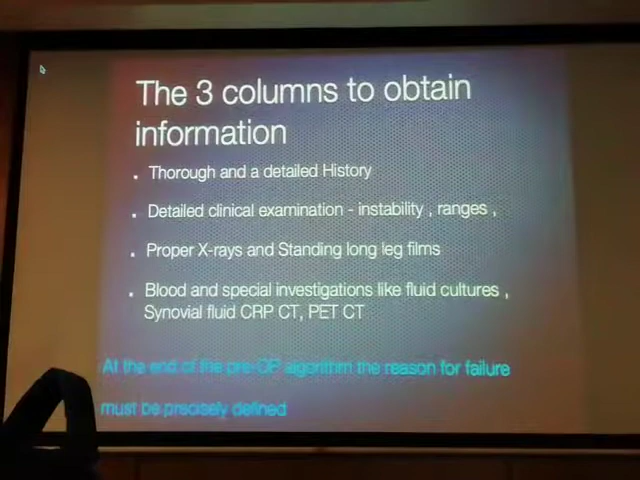 The 3 columns to obtain
information
• Thorough and a detailed History
• Detailed clinical examination - instability , ranges ,
• Proper X-rays and Standing long leg films
• Blood and special investigations like fluid cultures ,
Synovial fluid CRP CT, PET CT
At the end of the pre-OP algorithm the reason for failure
must be precisely defined